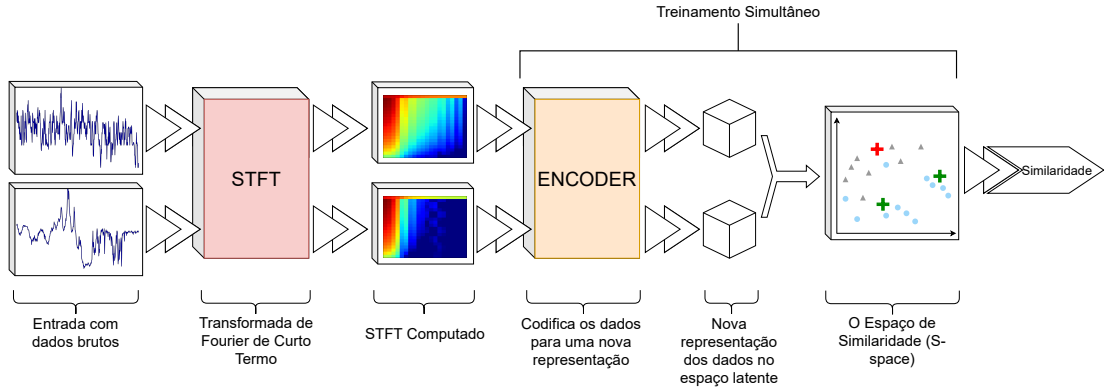 Treinamento Simultâneo
STFT
ENCODER
Similaridade
Entrada com
dados brutos
Transformada de
Fourier de Curto
Termo
STFT Computado
Codifica os dados
para uma nova
representação
Nova
representação
dos dados no
espaço latente
O Espaço de
Similaridade (S-
space)